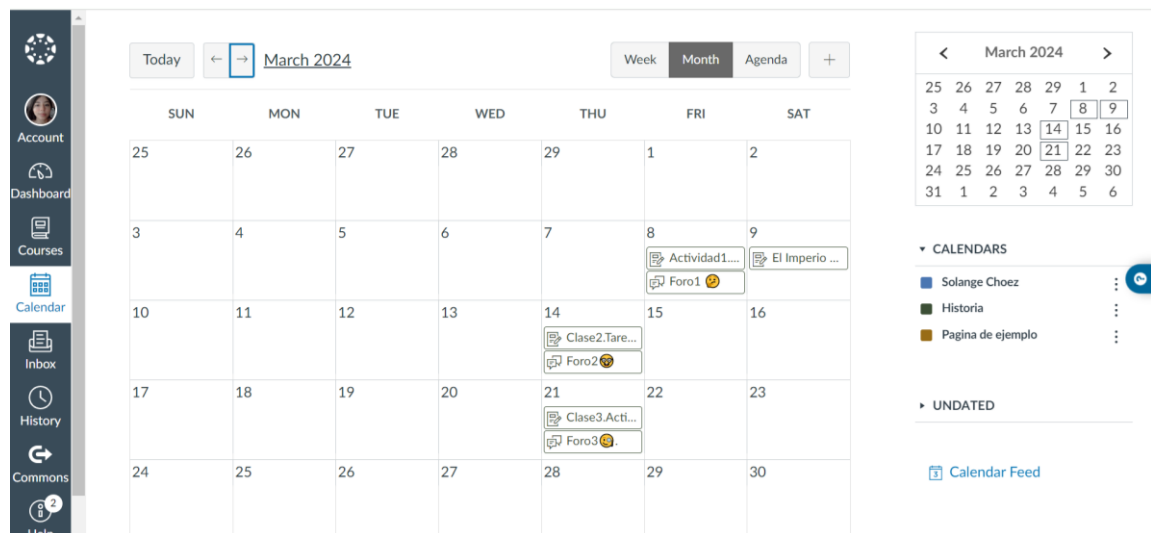 Today ← → March 2024 Week Month Agenda +
SUN MON TUE WED THU FRI SAT
25 26 27 28 29 1 2
3 4 5 6 7 8 9
Actividad1.... El Imperio ...
Foro1 🤔
10 11 12 13 14 15 16
Clase2.Tare...
Foro2🤓
17 18 19 20 21 22 23
Clase3.Acti...
Foro3🧐.
24 25 26 27 28 29 30
Account
Dashboard
Courses
Calendar
Inbox
History
Commons
2
Help
< March 2024 >
25 26 27 28 29 1 2
3 4 5 6 7 8 9
10 11 12 13 14 15 16
17 18 19 20 21 22 23
24 25 26 27 28 29 30
31 1 2 3 4 5 6
CALENDARS
Solange Choez
Historia
Pagina de ejemplo
UNDATED
Calendar Feed